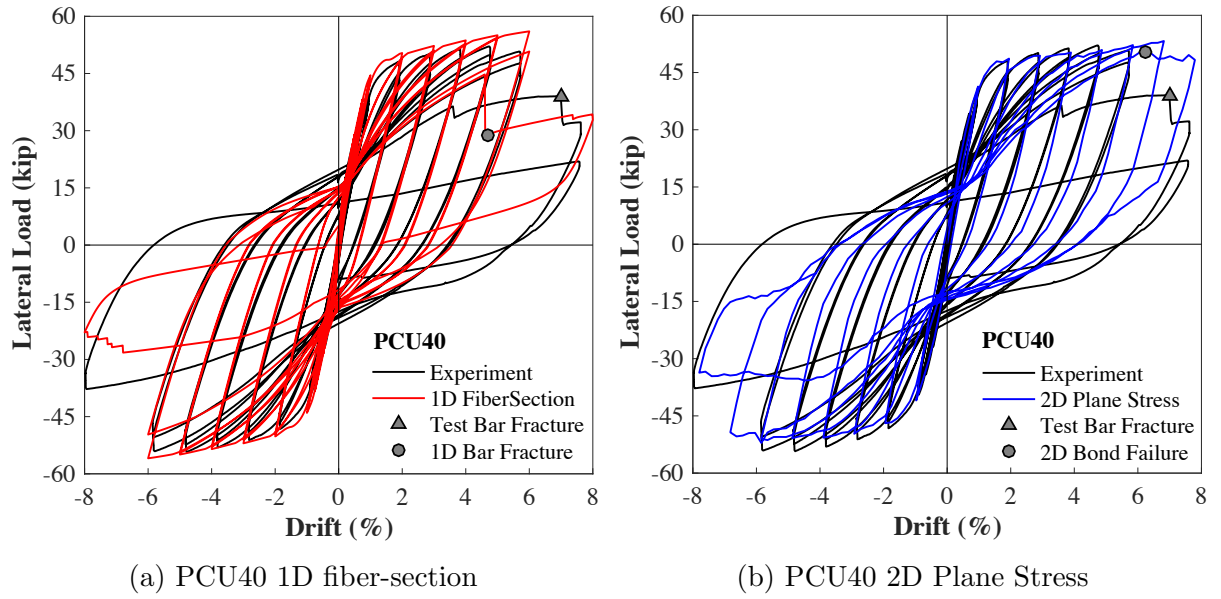 60
45
30
15
0
-15
-30
-45
-60
Lateral Load (kip)
-8 -6 -4 -2 0 2 4 6 8
Drift (%)
PCU40
Experiment
1D FiberSection
Test Bar Fracture
1D Bar Fracture
(a) PCU40 1D fiber-section
60
45
30
15
0
-15
-30
-45
-60
Lateral Load (kip)
-8 -6 -4 -2 0 2 4 6 8
Drift (%)
PCU40
Experiment
2D Plane Stress
Test Bar Fracture
2D Bond Failure
(b) PCU40 2D Plane Stress